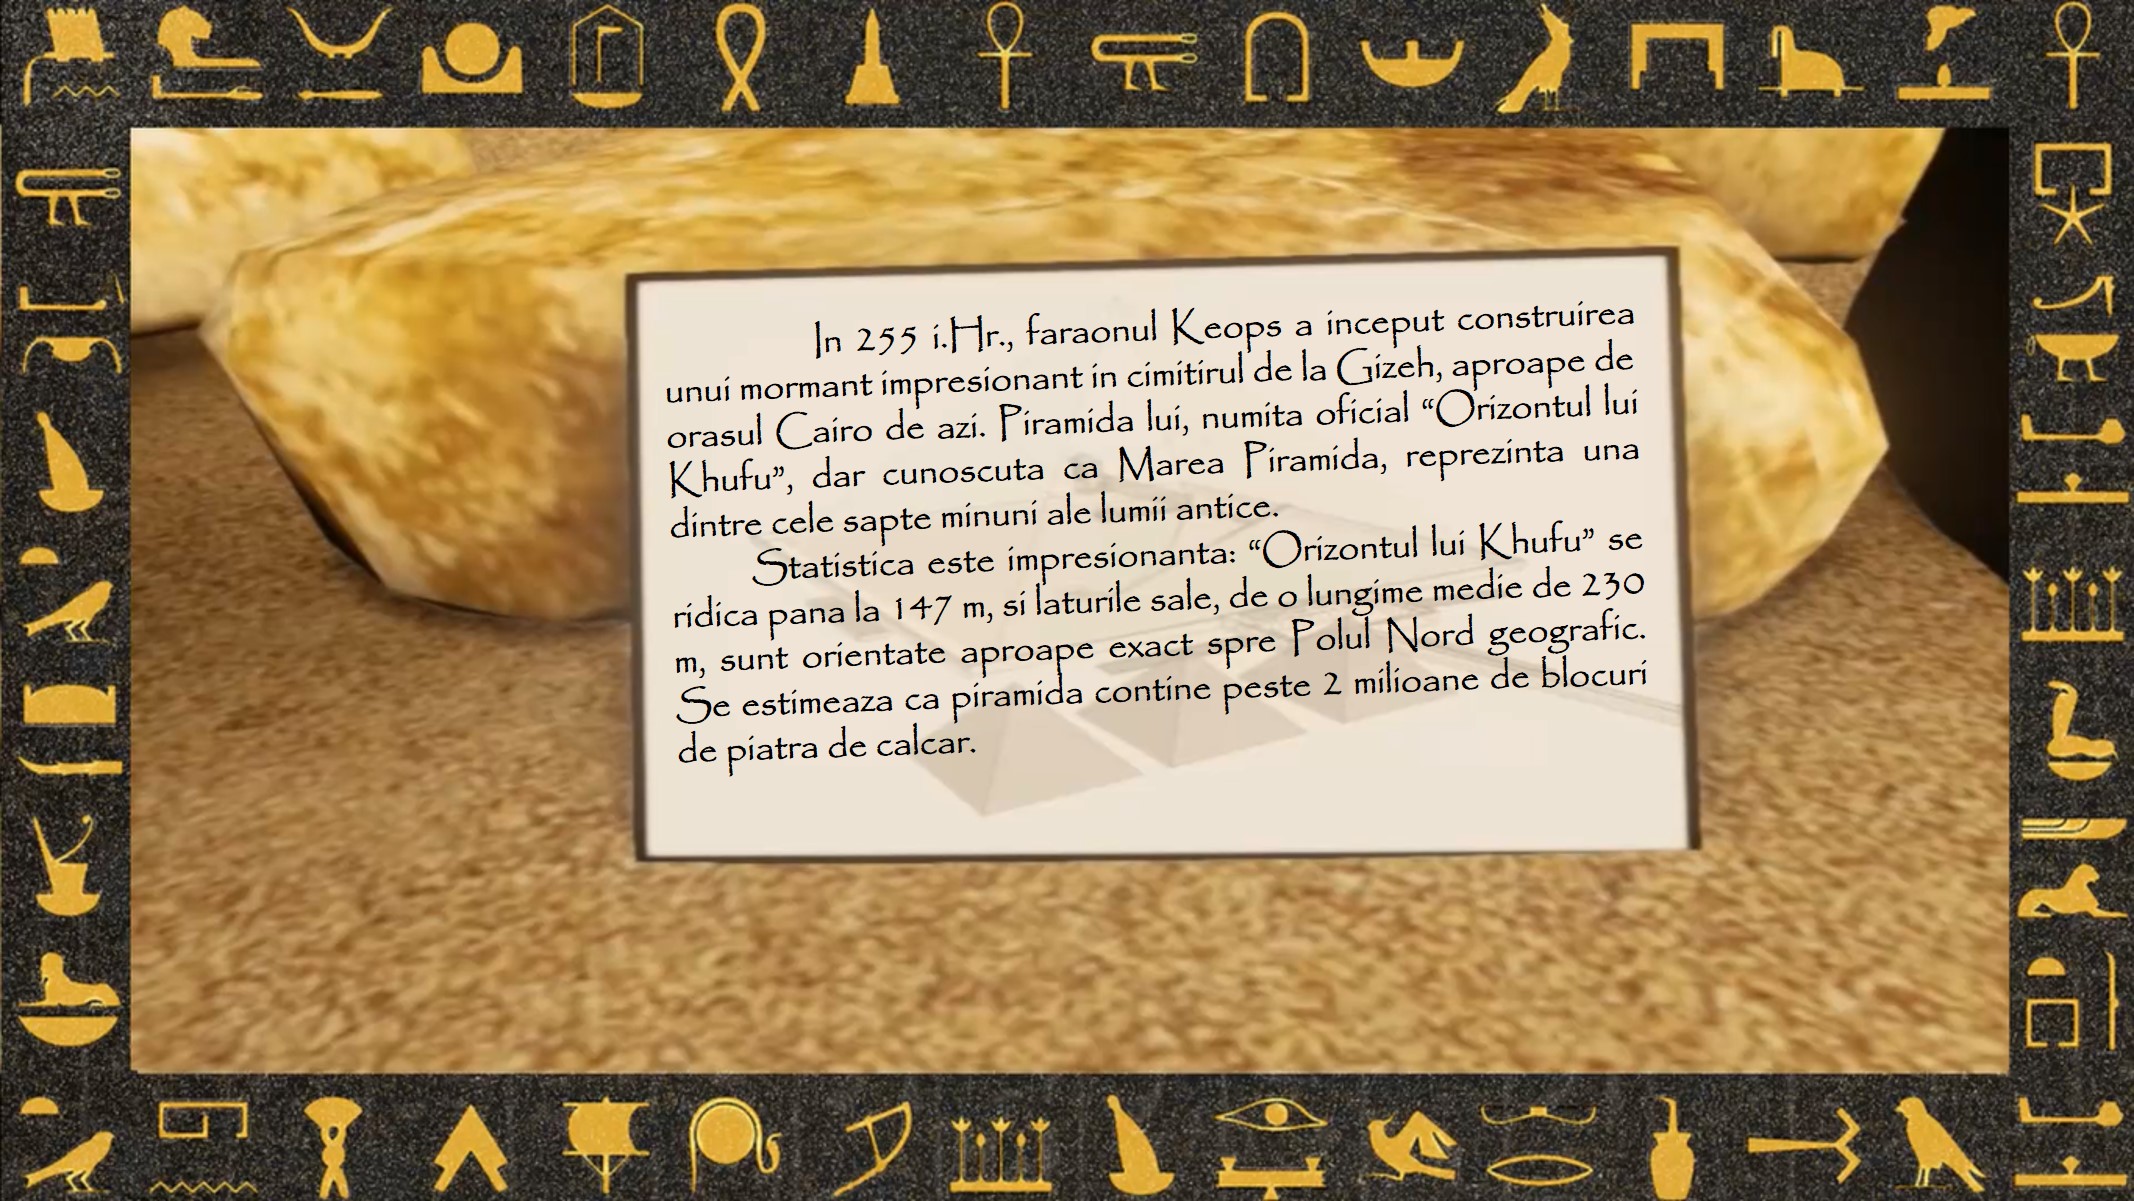 In 255 i.Hr., faraonul Keops a inceput construirea
unui mormant impresionant in cimitirul de la Gizeh, aproape de
orasul Cairo de azi. Piramida lui, numita oficial “Orizontul lui
Khufu”, dar cunoscuta ca Marea Piramida, reprezinta una
dintre cele sapte minuni ale lumii antice.
Statistica este impresionanta: “Orizontul lui Khufu” se
ridica pana la 147 m, si laturile sale, de o lungime medie de 230
m, sunt orientate aproape exact spre Polul Nord geografic.
Se estimeaza ca piramida contine peste 2 milioane de blocuri
de piatra de calcar.